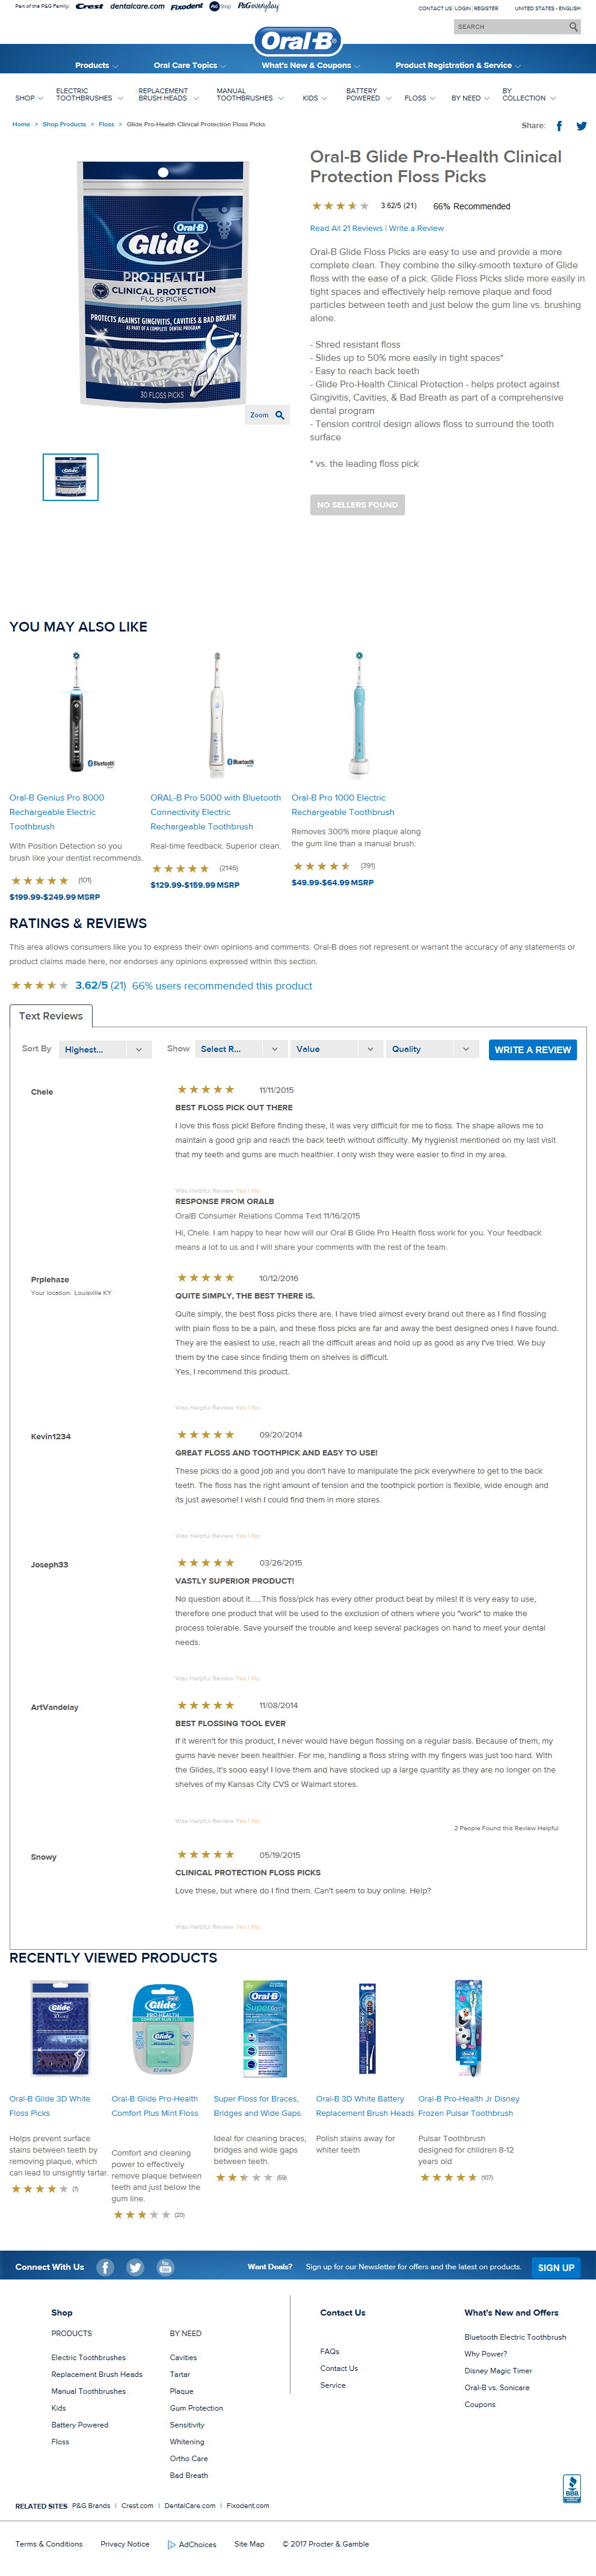 Part of the P&G Family:
Crest
dentalcare.com
Fixodent
P&G Shop
P&G everyday
CONTACT US | LOGIN | REGISTER
UNITED STATES - ENGLISH
SEARCH
Oral-B
Products
Oral Care Topics
What's New & Coupons
Product Registration & Service
SHOP
ELECTRIC
TOOTHBRUSHES
REPLACEMENT
BRUSH HEADS
MANUAL
TOOTHBRUSHES
KIDS
BATTERY
POWERED
FLOSS
BY NEED
BY
COLLECTION
Home > Shop Products > Floss > Glide Pro-Health Clinical Protection Floss Picks
Share:
Oral-B
Glide
PRO-HEALTH
CLINICAL PROTECTION
FLOSS PICKS
PROTECTS AGAINST GINGIVITIS, CAVITIES & BAD BREATH
AS PART OF A COMPLETE DENTAL PROGRAM
30 FLOSS PICKS
Zoom
Oral-B Glide Pro-Health Clinical
Protection Floss Picks
3.62/5 (21)
66% Recommended
Read All 21 Reviews | Write a Review
Oral-B Glide Floss Picks are easy to use and provide a more
complete clean. They combine the silky-smooth texture of Glide
floss with the ease of a pick. Glide Floss Picks slide more easily in
tight spaces and effectively help remove plaque and food
particles between teeth and just below the gum line vs. brushing
alone.
- Shred resistant floss
- Slides up to 50% more easily in tight spaces*
- Easy to reach back teeth
- Glide Pro-Health Clinical Protection - helps protect against
Gingivitis, Cavities, & Bad Breath as part of a comprehensive
dental program
- Tension control design allows floss to surround the tooth
surface
* vs. the leading floss pick
NO SELLERS FOUND
YOU MAY ALSO LIKE
Bluetooth
Oral-B Genius Pro 8000
Rechargeable Electric
Toothbrush
With Position Detection so you
brush like your dentist recommends.
(101)
$199.99-$249.99 MSRP
Bluetooth
ORAL-B Pro 5000 with Bluetooth
Connectivity Electric
Rechargeable Toothbrush
Real-time feedback. Superior clean.
(2146)
$129.99-$159.99 MSRP
Oral-B Pro 1000 Electric
Rechargeable Toothbrush
Removes 300% more plaque along
the gum line than a manual brush.
(391)
$49.99-$64.99 MSRP
RATINGS & REVIEWS
This area allows consumers like you to express their own opinions and comments. Oral-B does not represent or warrant the accuracy of any statements or
product claims made here, nor endorses any opinions expressed within this section.
3.62/5 (21) 66% users recommended this product
Text Reviews
Sort By
Highest...
Show
Select R...
Value
Quality
WRITE A REVIEW
Chele
11/11/2015
BEST FLOSS PICK OUT THERE
I love this floss pick! Before finding these, it was very difficult for me to floss. The shape allows me to
maintain a good grip and reach the back teeth without difficulty. My hygienist mentioned on my last visit
that my teeth and gums are much healthier. I only wish they were easier to find in my area.
Was Helpful Review Yes | No
RESPONSE FROM ORALB
OralB Consumer Relations Comma Text 11/16/2015
Hi, Chele. I am happy to hear how will our Oral B Glide Pro Health floss work for you. Your feedback
means a lot to us and I will share your comments with the rest of the team.
Prplehaze
Your location: Louisville KY
10/12/2016
QUITE SIMPLY, THE BEST THERE IS.
Quite simply, the best floss picks there are. I have tried almost every brand out there as I find flossing
with plain floss to be a pain, and these floss picks are far and away the best designed ones I have found.
They are the easiest to use, reach all the difficult areas and hold up as good as any I've tried. We buy
them by the case since finding them on shelves is difficult.
Yes, I recommend this product.
Was Helpful Review Yes | No
Kevin1234
09/20/2014
GREAT FLOSS AND TOOTHPICK AND EASY TO USE!
These picks do a good job and you don't have to manipulate the pick everywhere to get to the back
teeth. The floss has the right amount of tension and the toothpick portion is flexible, wide enough and
its just awesome! I wish I could find them in more stores.
Was Helpful Review Yes | No
Joseph33
03/26/2015
VASTLY SUPERIOR PRODUCT!
No question about it......This floss/pick has every other product beat by miles! It is very easy to use,
therefore one product that will be used to the exclusion of others where you "work" to make the
process tolerable. Save yourself the trouble and keep several packages on hand to meet your dental
needs.
Was Helpful Review Yes | No
ArtVandelay
11/08/2014
BEST FLOSSING TOOL EVER
If it weren't for this product, I never would have begun flossing on a regular basis. Because of them, my
gums have never been healthier. For me, handling a floss string with my fingers was just too hard. With
the Glides, it's sooo easy! I love them and have stocked up a large quantity as they are no longer on the
shelves of my Kansas City CVS or Walmart stores.
Was Helpful Review Yes | No
2 People Found this Review Helpful
Snowy
05/19/2015
CLINICAL PROTECTION FLOSS PICKS
Love these, but where do I find them. Can't seem to buy online. Help?
Was Helpful Review Yes | No
RECENTLY VIEWED PRODUCTS
Glide
Glide
PRO-HEALTH
COMFORT PLUS
Glide
Oral-B
Superfloss
Oral-B Glide 3D White
Floss Picks
Helps prevent surface
stains between teeth by
removing plaque, which
can lead to unsightly tartar.
(7)
Oral-B Glide Pro-Health
Comfort Plus Mint Floss
Comfort and cleaning
power to effectively
remove plaque between
teeth and just below the
gum line.
(20)
Super Floss for Braces,
Bridges and Wide Gaps
Ideal for cleaning braces,
bridges and wide gaps
between teeth.
(59)
Oral-B 3D White Battery
Replacement Brush Heads
Polish stains away for
whiter teeth
Oral-B Pro-Health Jr Disney
Frozen Pulsar Toothbrush
Pulsar Toothbrush
designed for children 8-12
years old
(107)
Connect With Us
You Tube
Want Deals?
Sign up for our Newsletter for offers and the latest on products.
SIGN UP
Shop
PRODUCTS
Electric Toothbrushes
Replacement Brush Heads
Manual Toothbrushes
Kids
Battery Powered
Floss
BY NEED
Cavities
Tartar
Plaque
Gum Protection
Sensitivity
Whitening
Ortho Care
Bad Breath
Contact Us
FAQs
Contact Us
Service
What's New and Offers
Bluetooth Electric Toothbrush
Why Power?
Disney Magic Timer
Oral-B vs. Sonicare
Coupons
BBB
RELATED SITES P&G Brands | Crest.com | DentalCare.com | Fixodent.com
Terms & Conditions
Privacy Notice
AdChoices
Site Map
© 2017 Procter & Gamble